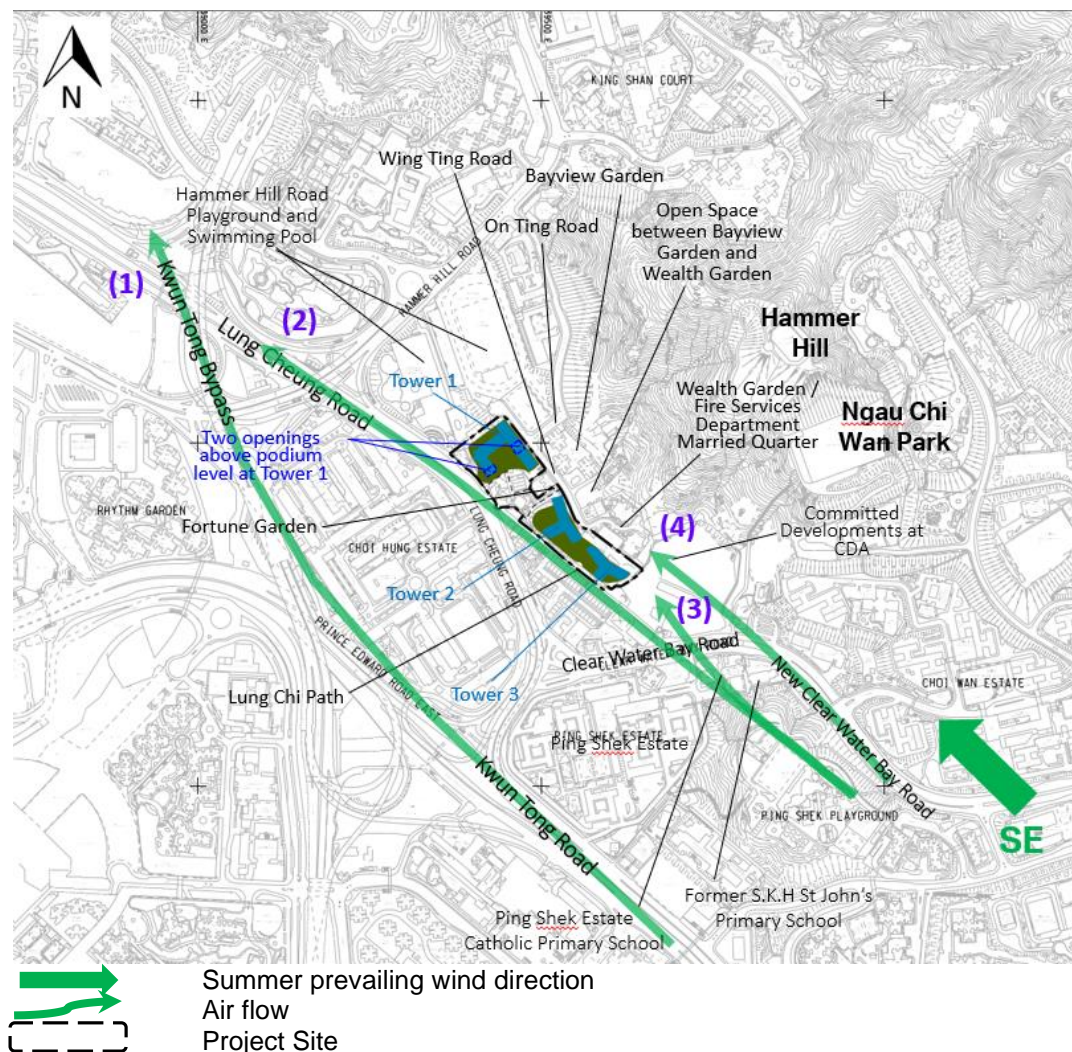 KING SHAN COURT
N
Wing Ting Road
Bayview Garden
Hammer Hill Road
Playground and
Swimming Pool
On Ting Road
Open Space
between Bayview
Garden and
Wealth Garden
HAMMER HILL ROAD
(1)
Kwun Tong Bypass
(2)
Lung Cheung Road
Hammer
Hill
Tower 1
Wealth Garden /
Fire Services
Department
Married Quarter
Ngau Chi
Wan Park
Two openings
above podium
level at Tower 1
RHYTHM GARDEN
Fortune Garden
LUNG CHEUNG ROAD
CHOI HUNG ESTATE
(4)
Committed
Developments at
CDA
Tower 2
(3)
PRINCE EDWARD ROAD EAST
Clear Water Bay Road
Lung Chi Path
Tower 3
New Clear Water Bay Road
CHOI WAN ESTATE
PING SHEK ESTATE
Ping Shek Estate
Kwun Tong Road
PING SHEK PLAYGROUND
SE
Ping Shek Estate
Catholic Primary School
Former S.K.H St John's
Primary School
Summer prevailing wind direction
Air flow
Project Site